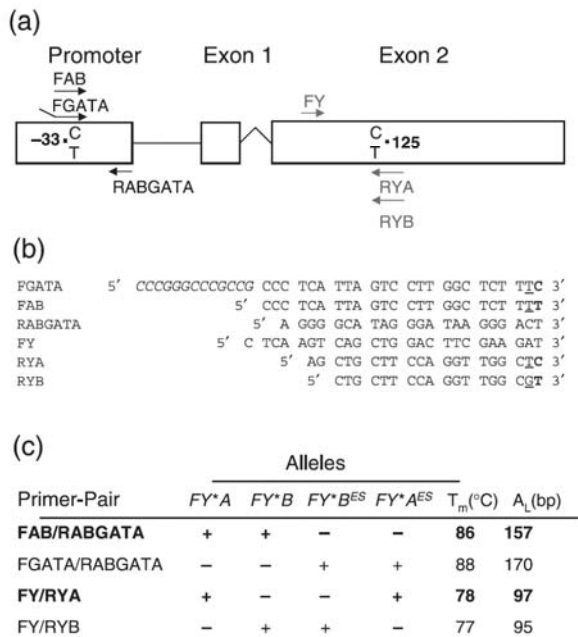 (a)
Promoter Exon 1 Exon 2
FAB
FGATA
FY
–33 C T
C T 125
RABGATA
RYA
RYB
(b)
FGATA 5′ CCCGGGCCCGCCG CCC TCA TTA GTC CTT GGC TCT TTC 3′
FAB 5′ CCC TCA TTA GTC CTT GGC TCT TTT 3′
RABGATA 5′ A GGG GCA TAG GGA TAA GGG ACT 3′
FY 5′ C TCA AGT CAG CTG GAC TTC GAA GAT 3′
RYA 5′ AG CTG CTT CCA GGT TGG CTC 3′
RYB 5′ CTG CTT CCA GGT TGG CGT 3′
(c)
Alleles
Primer-Pair FY*A FY*B FY*B^ES FY*A^ES Tm(°C) AL(bp)
FAB/RABGATA + + – – 86 157
FGATA/RABGATA – – + + 88 170
FY/RYA + – – + 78 97
FY/RYB – + + – 77 95